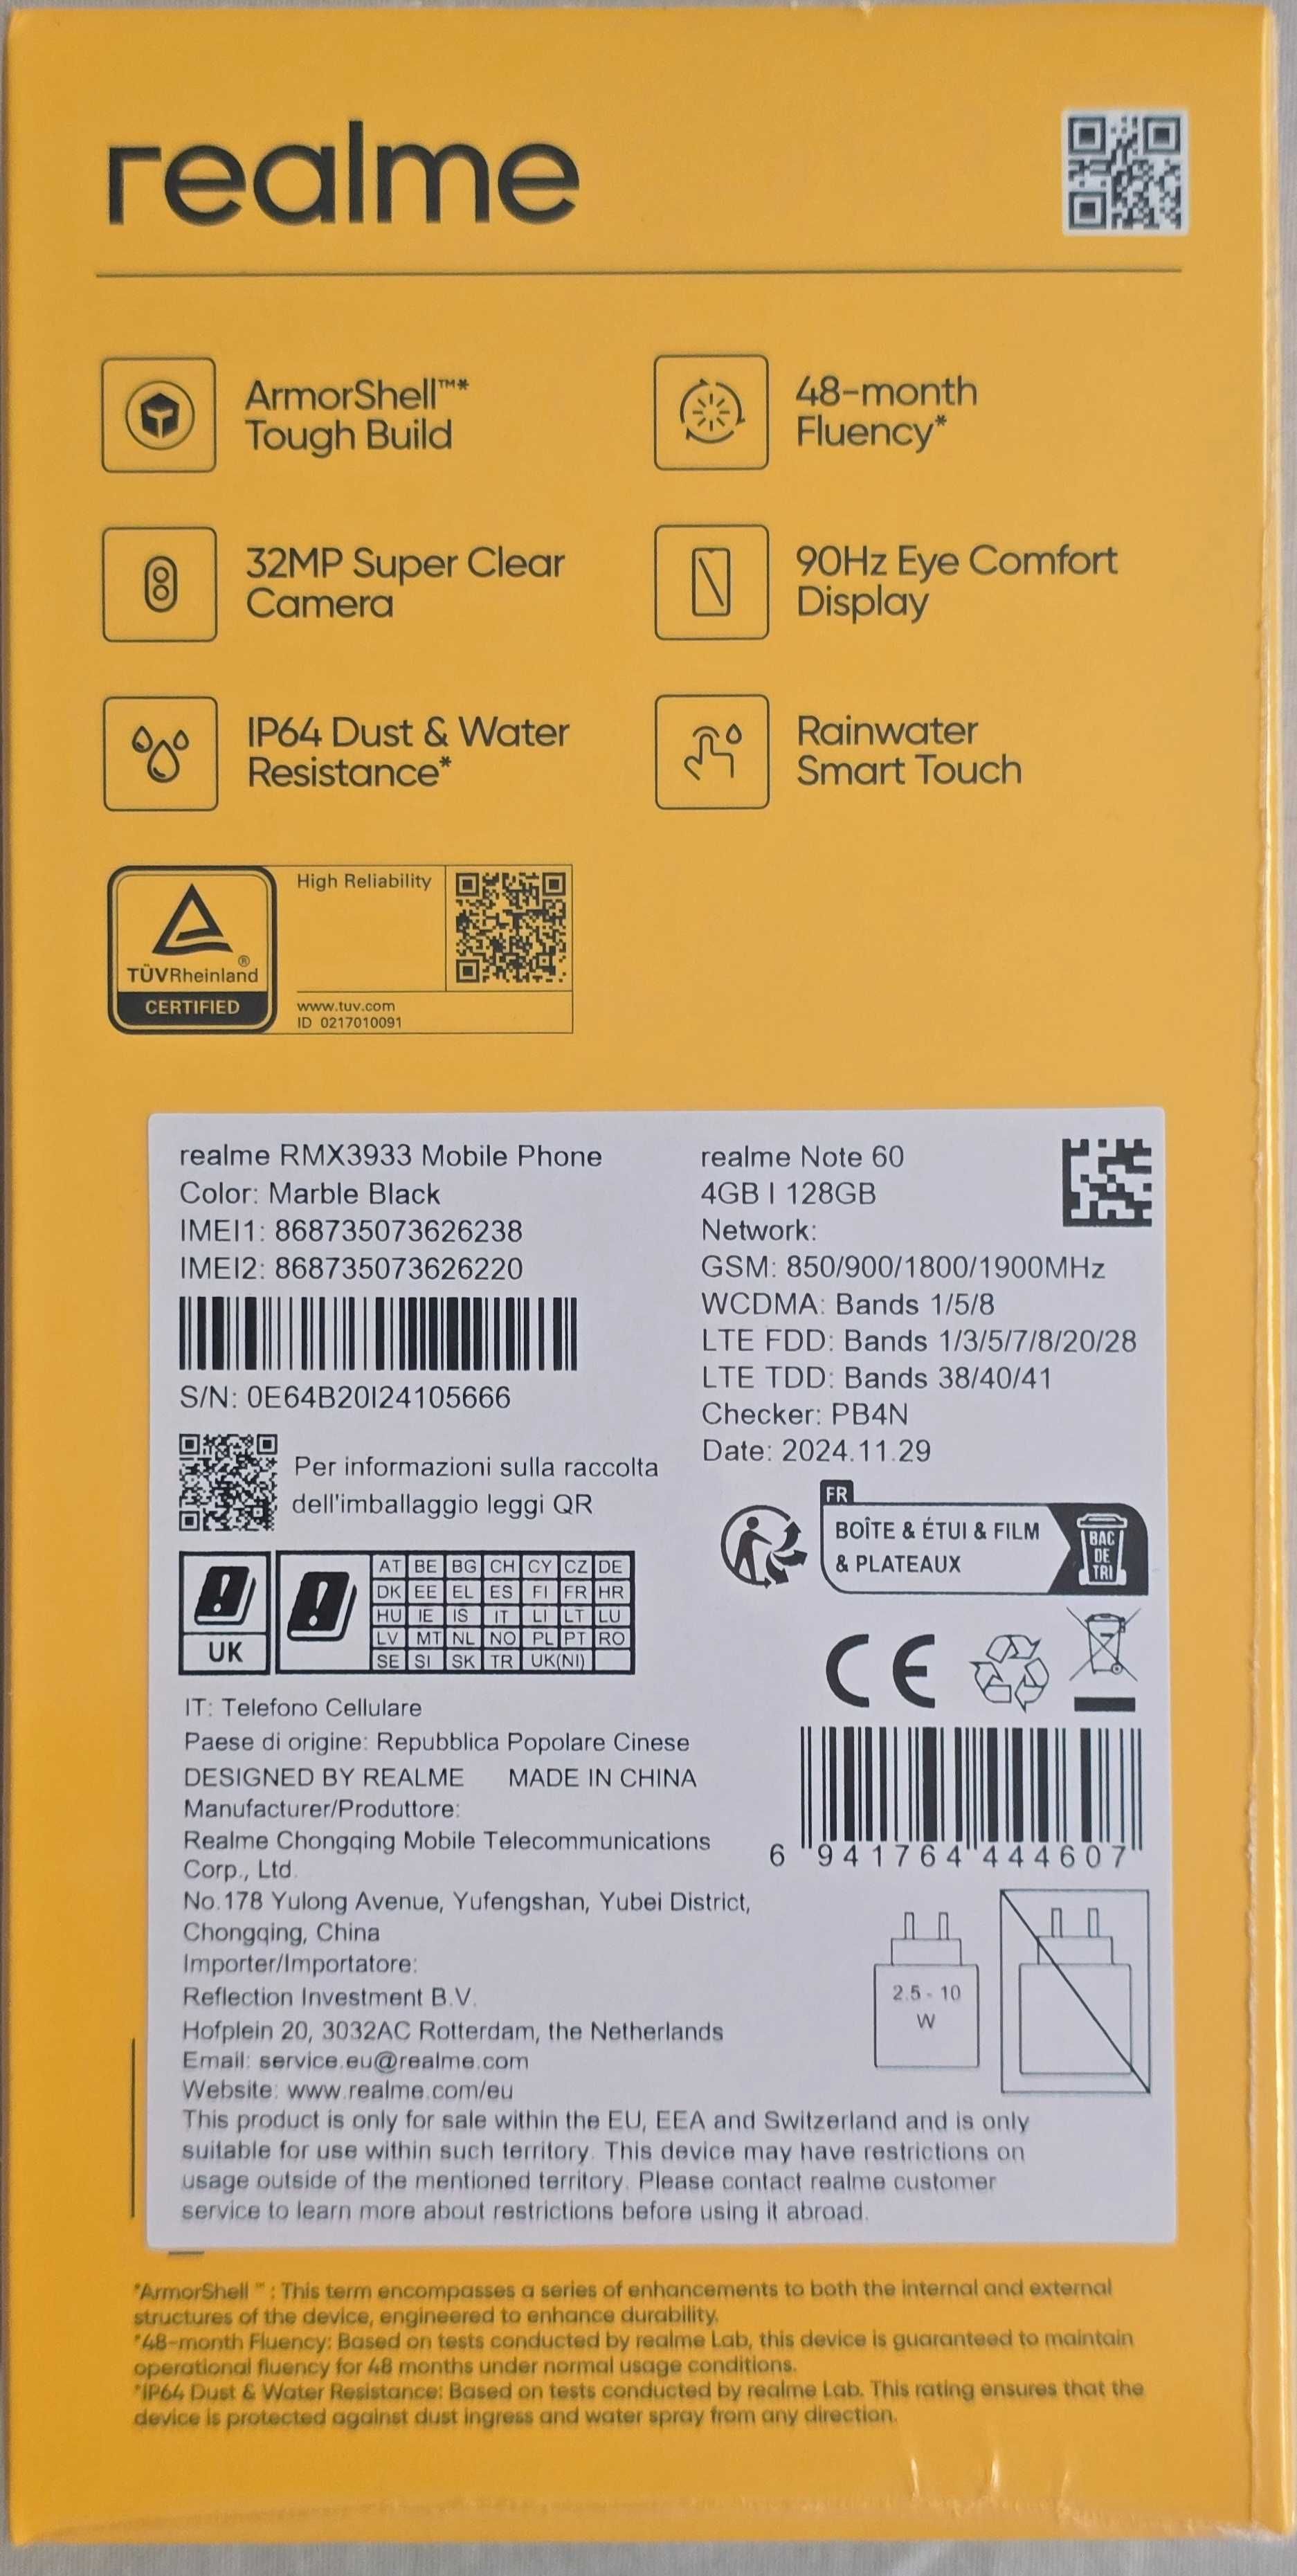 realme
ArmorShell™*
Tough Build
48-month
Fluency*
32MP Super Clear
Camera
90Hz Eye Comfort
Display
IP64 Dust & Water
Resistance*
Rainwater
Smart Touch
High Reliability
®
TÜVRheinland
CERTIFIED
www.tuv.com
ID 0217010091
realme RMX3933 Mobile Phone
Color: Marble Black
IMEI1: 868735073626238
IMEI2: 868735073626220
S/N: 0E64B20I24105666
realme Note 60
4GB | 128GB
Network:
GSM: 850/900/1800/1900MHz
WCDMA: Bands 1/5/8
LTE FDD: Bands 1/3/5/7/8/20/28
LTE TDD: Bands 38/40/41
Checker: PB4N
Date: 2024.11.29
Per informazioni sulla raccolta
dell'imballaggio leggi QR
FR
BOÎTE & ÉTUI & FILM
& PLATEAUX
BAC
DE
TRI
UK
AT BE BG CH CY CZ DE
DK EE EL ES FI FR HR
HU IE IS IT LI LT LU
LV MT NL NO PL PT RO
SE SI SK TR UK(NI)
CE
IT: Telefono Cellulare
Paese di origine: Repubblica Popolare Cinese
DESIGNED BY REALME MADE IN CHINA
Manufacturer/Produttore:
Realme Chongqing Mobile Telecommunications
Corp., Ltd.
No.178 Yulong Avenue, Yufengshan, Yubei District,
Chongqing, China
Importer/Importatore:
Reflection Investment B.V.
Hofplein 20, 3032AC Rotterdam, the Netherlands
Email: service.eu@realme.com
Website: www.realme.com/eu
6 941764 444607
2.5 - 10
W
This product is only for sale within the EU, EEA and Switzerland and is only
suitable for use within such territory. This device may have restrictions on
usage outside of the mentioned territory. Please contact realme customer
service to learn more about restrictions before using it abroad.
*ArmorShell™: This term encompasses a series of enhancements to both the internal and external
structures of the device, engineered to enhance durability.
*48-month Fluency: Based on tests conducted by realme Lab, this device is guaranteed to maintain
operational fluency for 48 months under normal usage conditions.
*IP64 Dust & Water Resistance: Based on tests conducted by realme Lab. This rating ensures that the
device is protected against dust ingress and water spray from any direction.